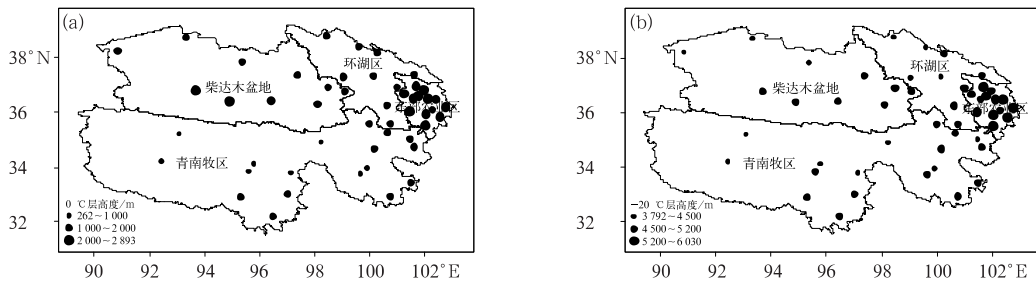 (a)
38°N
36
34
32
90 92 94 96 98 100 102°E
环湖区
柴达木盆地
青南牧区
0 ℃层高度/m
262~1 000
1 000~2 000
2 000~2 893
(b)
38°N
36
34
32
90 92 94 96 98 100 102°E
环湖区
柴达木盆地
青南牧区
−20 ℃层高度/m
3 792~4 500
4 500~5 200
5 200~6 030